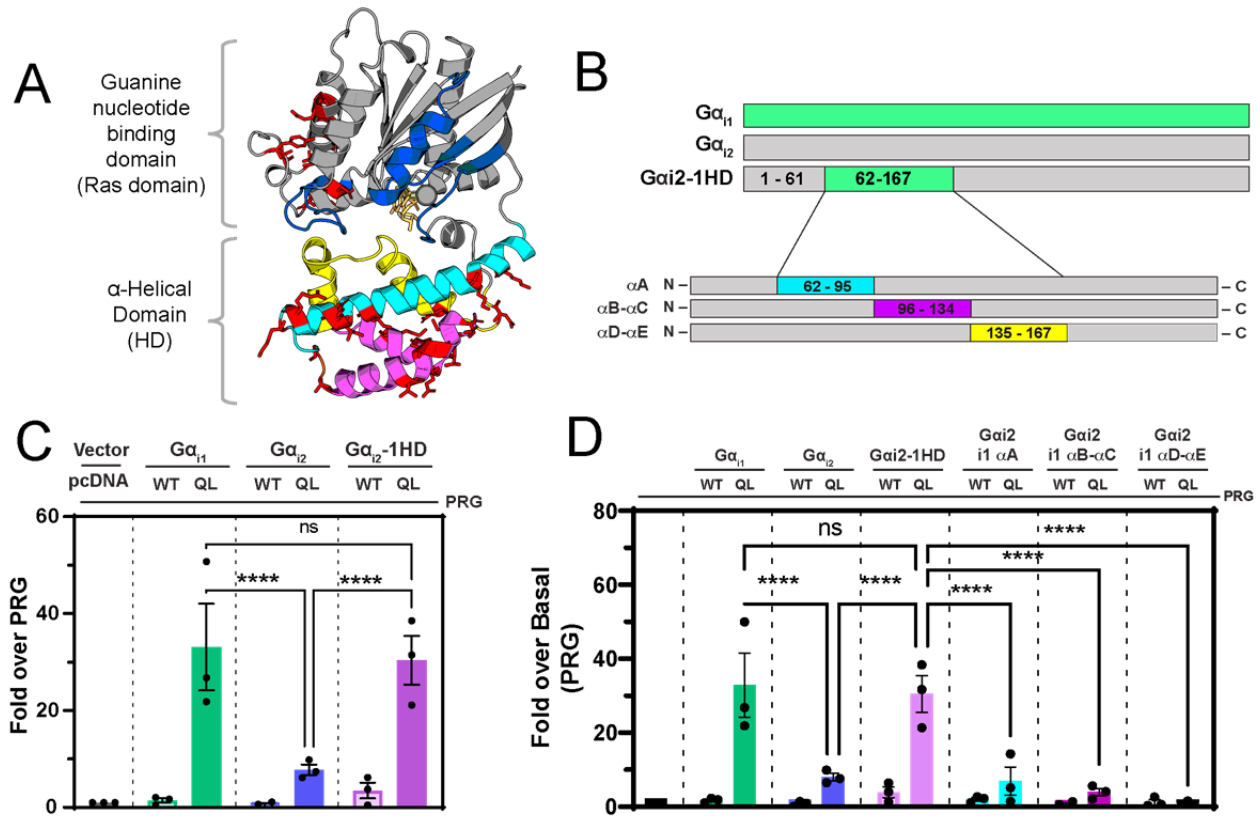 A
Guanine
nucleotide
binding
domain
(Ras domain)
α-Helical
Domain
(HD)
B
Gαi1
Gαi2
Gαi2-1HD 1 - 61 62-167
αA N – 62 - 95 – C
αB-αC N – 96 - 134 – C
αD-αE N – 135 - 167 – C
C
Vector Gαi1 Gαi2 Gαi2-1HD
pcDNA WT QL WT QL WT QL
PRG
Fold over PRG
60
40
20
0
ns
**** ****
D
Gαi1 Gαi2 Gαi2-1HD Gαi2 i1 αA Gαi2 i1 αB-αC Gαi2 i1 αD-αE
WT QL WT QL WT QL WT QL WT QL WT QL
PRG
Fold over Basal
(PRG)
80
60
40
20
0
ns ****
****
**** **** ****